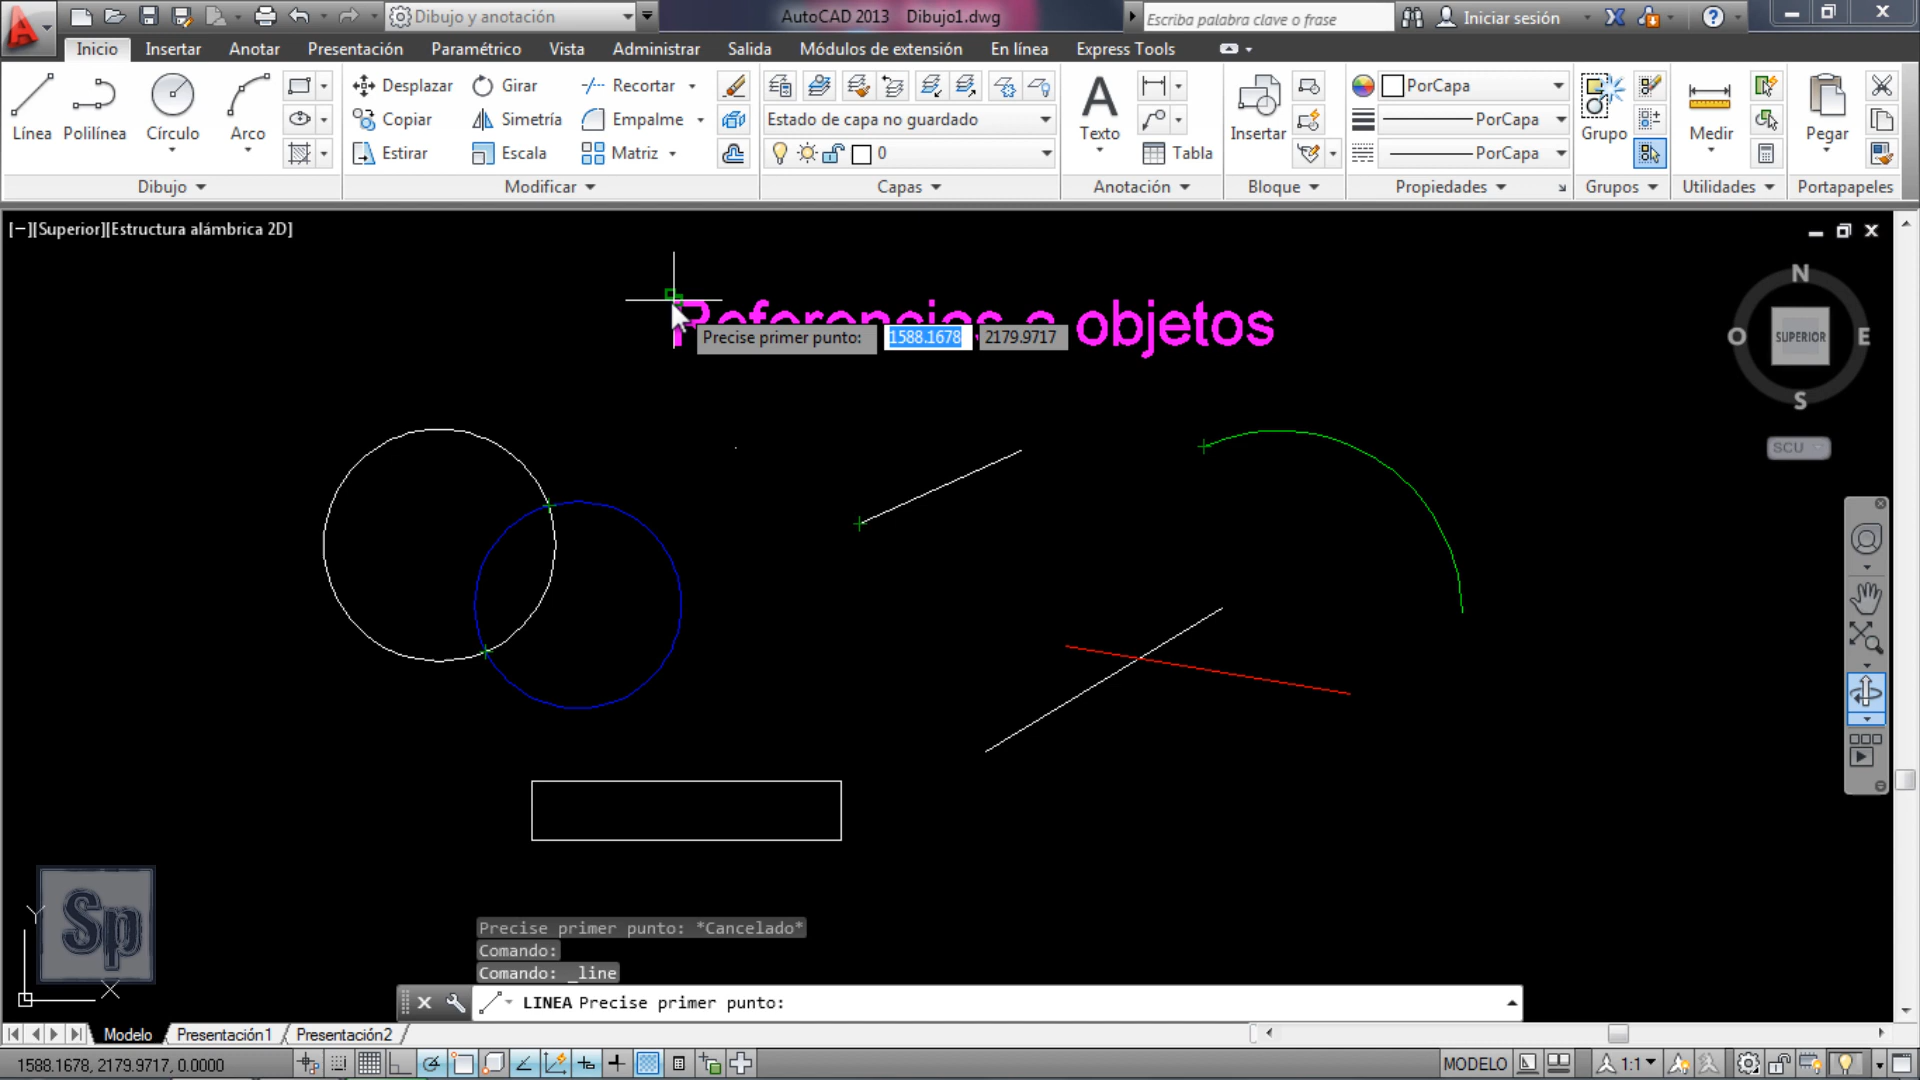 Dibujo y anotación
AutoCAD 2013 Dibujo1.dwg
Escriba palabra clave o frase
Iniciar sesión
Inicio Insertar Anotar Presentación Paramétrico Vista Administrar Salida Módulos de extensión En línea Express Tools
Línea Polilínea Círculo Arco
Desplazar Girar Recortar
Copiar Simetría Empalme
Estirar Escala Matriz
Estado de capa no guardado
0
Texto
Tabla
Insertar
PorCapa
PorCapa
PorCapa
Grupo
Medir
Pegar
Dibujo Modificar Capas Anotación Bloque Propiedades Grupos Utilidades Portapapeles
[−][Superior][Estructura alámbrica 2D]
Referencias a objetos
Precise primer punto: 1588.1678 2179.9717
N
O SUPERIOR E
S
SCU
Sp
Y
X
Precise primer punto: *Cancelado*
Comando:
Comando: _line
LINEA Precise primer punto:
Modelo Presentación1 Presentación2
1588.1678, 2179.9717, 0.0000
MODELO 1:1